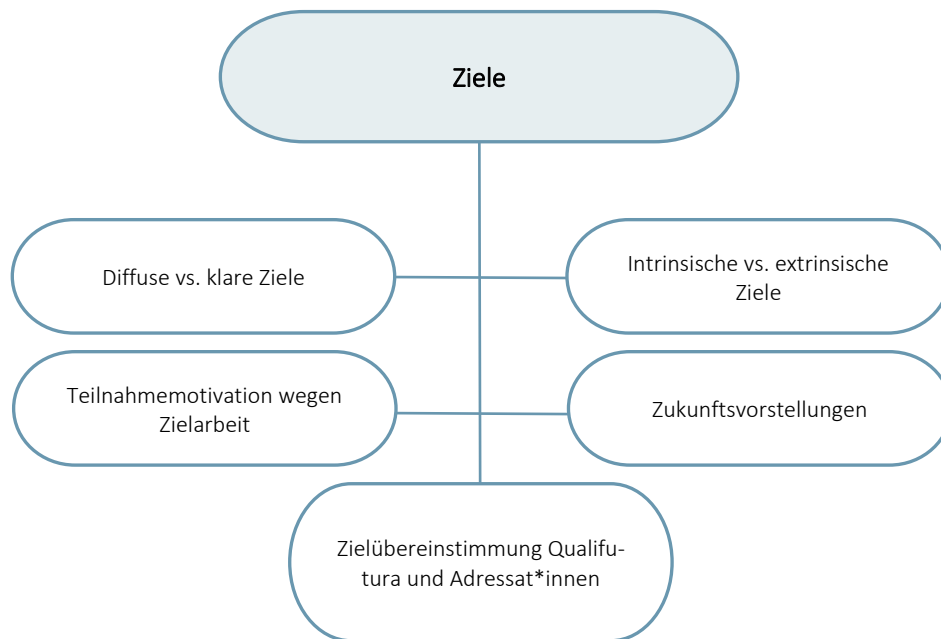 Ziele
Diffuse vs. klare Ziele
Intrinsische vs. extrinsische
Ziele
Teilnahmemotivation wegen
Zielarbeit
Zukunftsvorstellungen
Zielübereinstimmung Qualifu-
tura und Adressat*innen